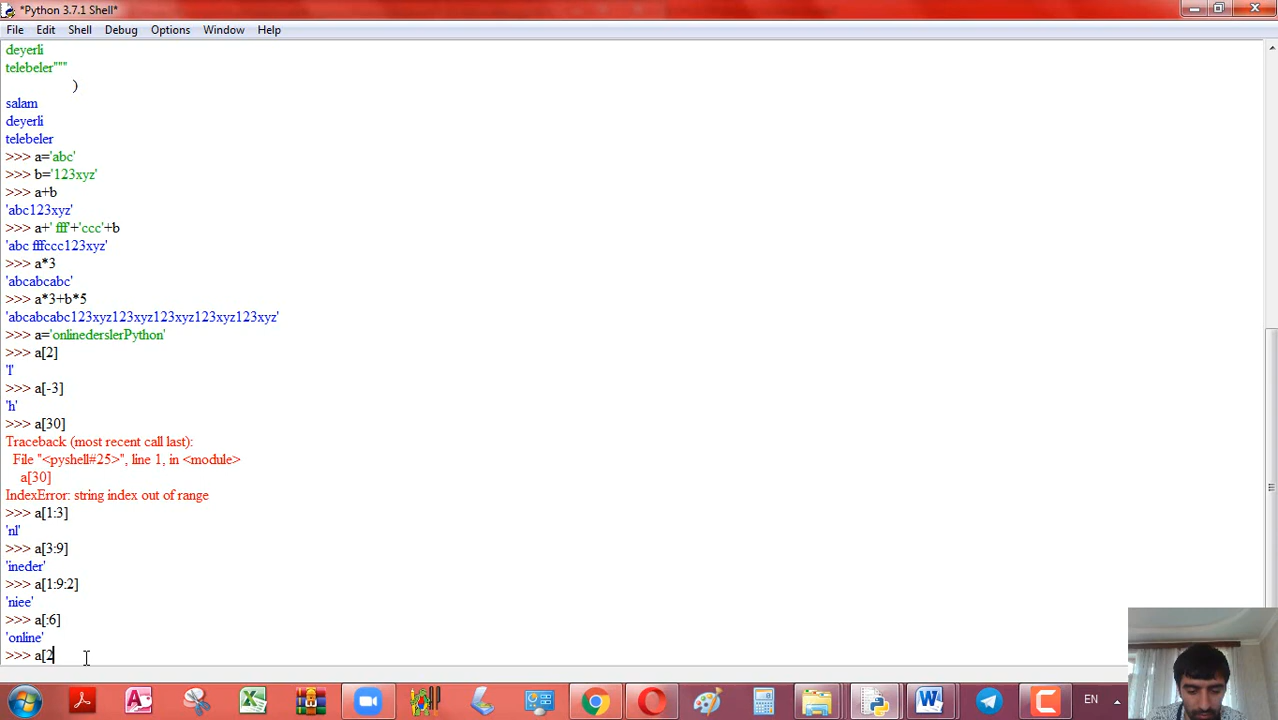 *Python 3.7.1 Shell*
File Edit Shell Debug Options Window Help
deyerli
telebeler"""
)
salam
deyerli
telebeler
>>> a='abc'
>>> b='123xyz'
>>> a+b
'abc123xyz'
>>> a+' fff'+'ccc'+b
'abc fffccc123xyz'
>>> a*3
'abcabcabc'
>>> a*3+b*5
'abcabcabc123xyz123xyz123xyz123xyz123xyz'
>>> a='onlinederslerPython'
>>> a[2]
'l'
>>> a[-3]
'h'
>>> a[30]
Traceback (most recent call last):
File "<pyshell#25>", line 1, in <module>
a[30]
IndexError: string index out of range
>>> a[1:3]
'nl'
>>> a[3:9]
'ineder'
>>> a[1:9:2]
'niee'
>>> a[:6]
'online'
>>> a[2
EN